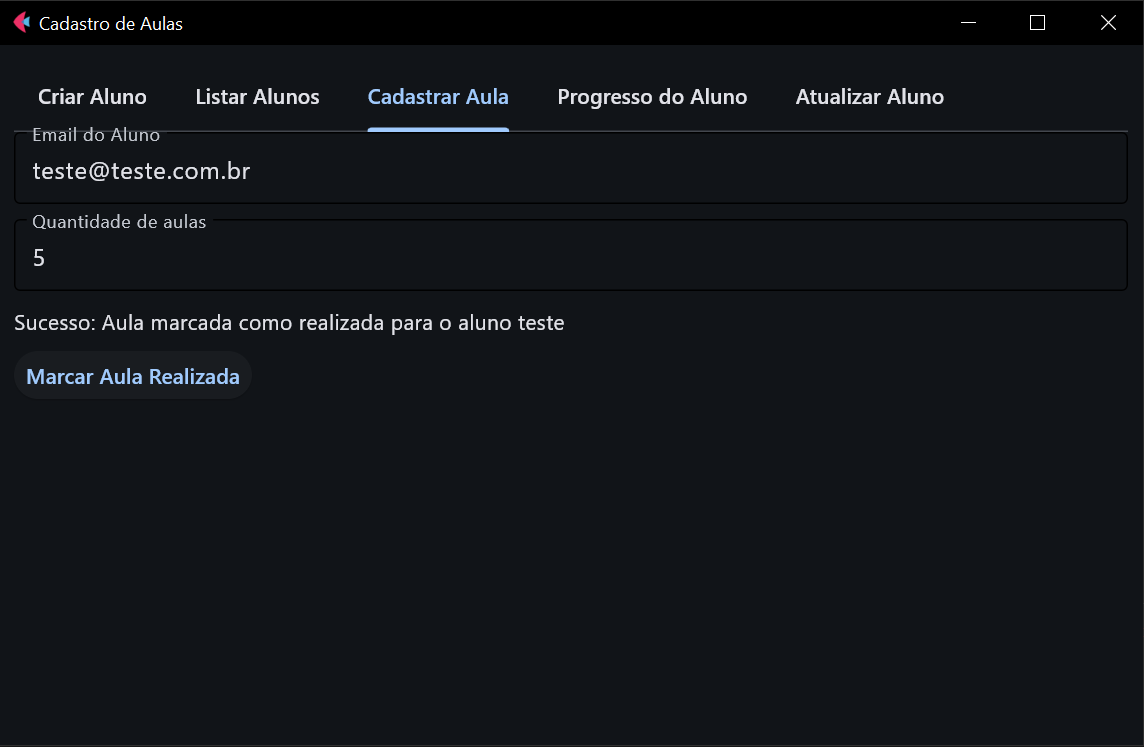 Cadastro de Aulas
Criar Aluno Listar Alunos Cadastrar Aula Progresso do Aluno Atualizar Aluno
Email do Aluno
teste@teste.com.br
Quantidade de aulas
5
Sucesso: Aula marcada como realizada para o aluno teste
Marcar Aula Realizada